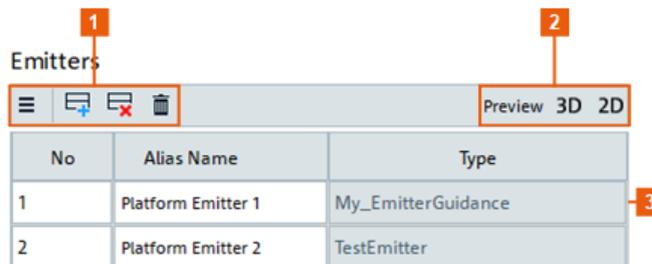 1 2
Emitters
Preview 3D 2D
No Alias Name Type
1 Platform Emitter 1 My_EmitterGuidance 3
2 Platform Emitter 2 TestEmitter